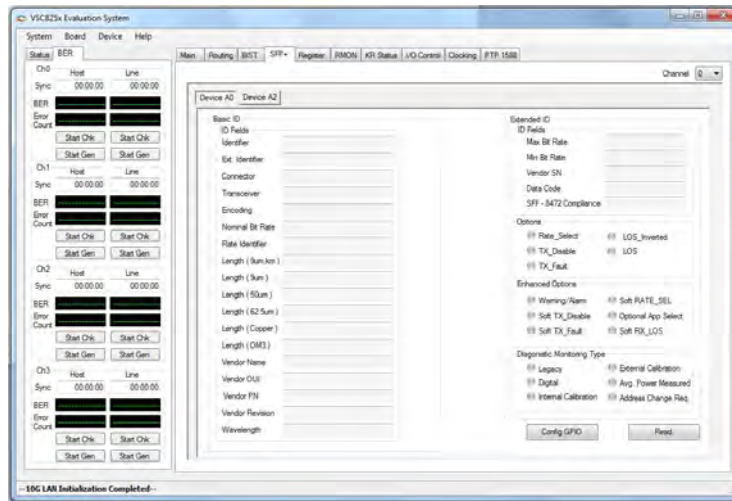 VSC825x Evaluation System
System Board Device Help
Status BER
Main Routing BIST SFP+ Register RMON KR Status I/O Control Clocking PTP 1588
Channel 0
Ch0
Host Line
Sync 00:00:00 00:00:00
BER
Error Count
Start Chk Start Chk
Start Gen Start Gen
Ch1
Host Line
Sync 00:00:00 00:00:00
BER
Error Count
Start Chk Start Chk
Start Gen Start Gen
Ch2
Host Line
Sync 00:00:00 00:00:00
BER
Error Count
Start Chk Start Chk
Start Gen Start Gen
Ch3
Host Line
Sync 00:00:00 00:00:00
BER
Error Count
Start Chk Start Chk
Start Gen Start Gen
Device A0 Device A2
Basic ID
ID Fields
Identifier
Ext. Identifier
Connector
Transceiver
Encoding
Nominal Bit Rate
Rate Identifier
Length ( 9um.km )
Length ( 9um )
Length ( 50um )
Length ( 62.5um )
Length ( Copper )
Length ( OM3 )
Vendor Name
Vendor OUI
Vendor PN
Vendor Revision
Wavelength
Extended ID
ID Fields
Max Bit Rate
Min Bit Rate
Vendor SN
Data Code
SFF - 8472 Compliance
Options
Rate_Select LOS_Inverted
TX_Disable LOS
TX_Fault
Enhanced Options
Warning/Alarm Soft RATE_SEL
Soft TX_Disable Optional App Select
Soft TX_Fault Soft RX_LOS
Diagonstic Monitoring Type
Legacy External Calibration
Digital Avg. Power Measured
Internal Calibration Address Change Req.
Config GPIO Read
--10G LAN Initialization Completed--